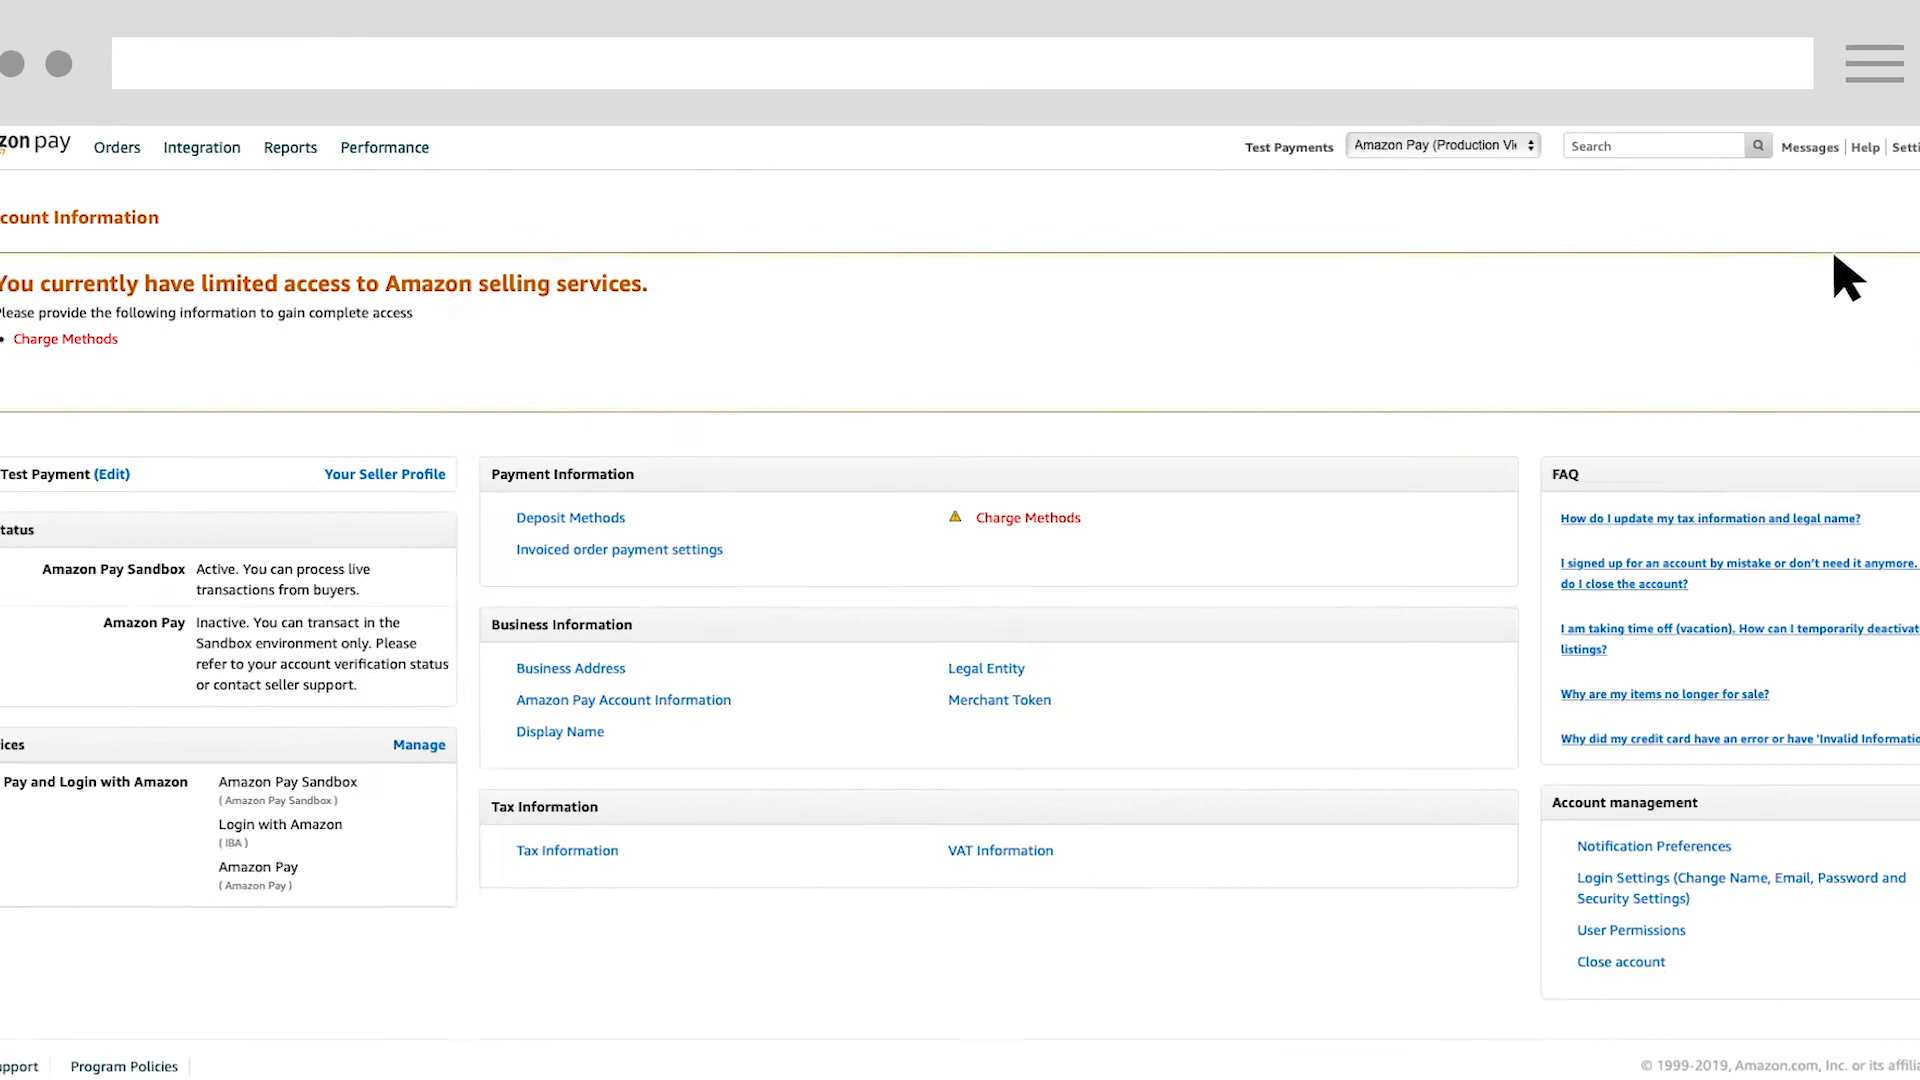 zon pay
Orders Integration Reports Performance
Test Payments Amazon Pay (Production Vi Search Messages Help Setti
count Information
You currently have limited access to Amazon selling services.
Please provide the following information to gain complete access
• Charge Methods
Test Payment (Edit) Your Seller Profile
tatus
Amazon Pay Sandbox Active. You can process live
transactions from buyers.
Amazon Pay Inactive. You can transact in the
Sandbox environment only. Please
refer to your account verification status
or contact seller support.
ices Manage
Pay and Login with Amazon Amazon Pay Sandbox
( Amazon Pay Sandbox )
Login with Amazon
( IBA )
Amazon Pay
( Amazon Pay )
Payment Information
Deposit Methods Charge Methods
Invoiced order payment settings
Business Information
Business Address Legal Entity
Amazon Pay Account Information Merchant Token
Display Name
Tax Information
Tax Information VAT Information
FAQ
How do I update my tax information and legal name?
I signed up for an account by mistake or don't need it anymore.
do I close the account?
I am taking time off (vacation). How can I temporarily deactivat
listings?
Why are my items no longer for sale?
Why did my credit card have an error or have 'Invalid Informatio
Account management
Notification Preferences
Login Settings (Change Name, Email, Password and
Security Settings)
User Permissions
Close account
pport Program Policies
© 1999-2019, Amazon.com, Inc. or its affilia